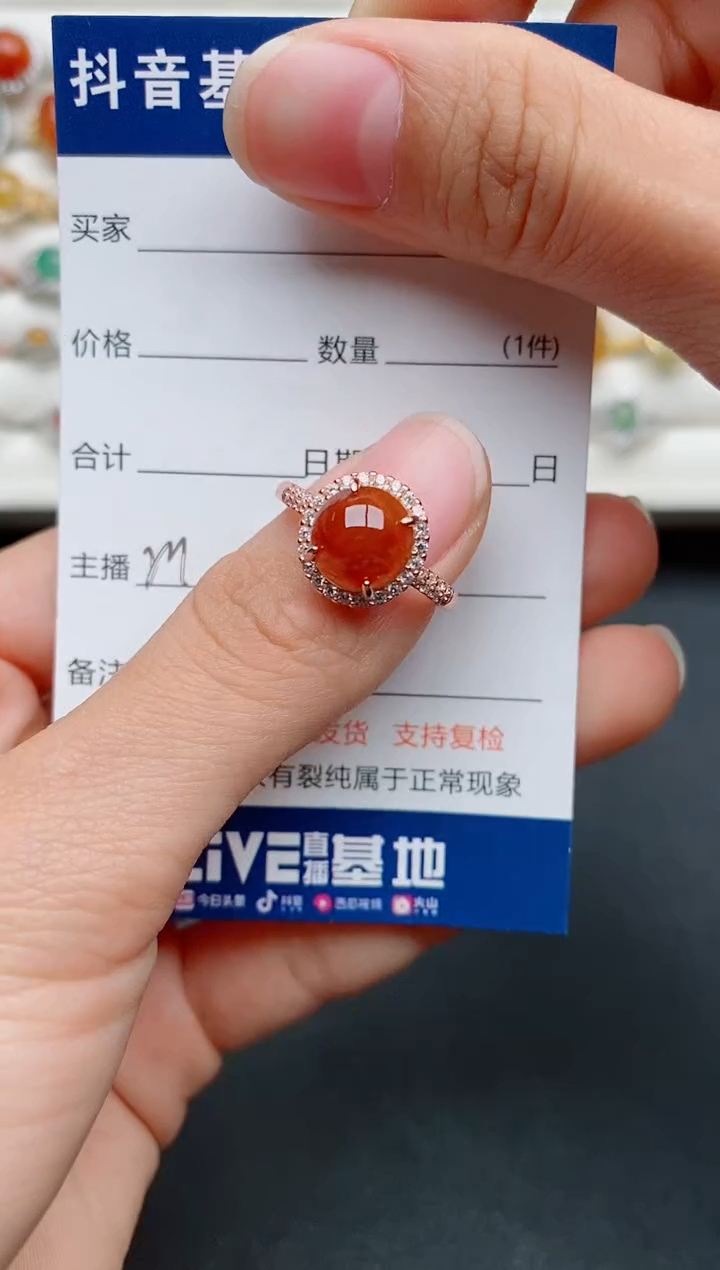 抖音基
买家
价格 数量 (1件)
合计 日期 日
主播 m
备注
发货 支持复检
有裂纯属于正常现象
LIVE直播基地
今日头条 抖音 西瓜视频 火山